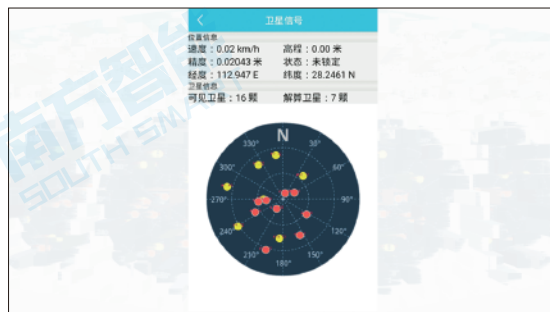 卫星信号
位置信息
速度：0.02 km/h 高程：0.00 米
精度：0.02043 米 状态：未锁定
经度：112.947 E 纬度：28.2461 N
卫星信息
可见卫星：16 颗 解算卫星：7 颗
N
330° 30°
300° 60°
270° 90°
240° 120°
210° 150°
180°
南方智能
SOUTH SMART